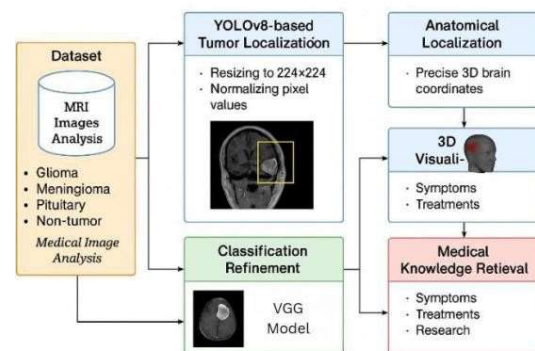 Dataset
MRI
Images
Analysis
• Glioma
• Meningioma
• Pituitary
• Non-tumor
Medical Image
Analysis
YOLOv8-based
Tumor Localization
• Resizing to 224×224
• Normalizing pixel
values
Classification
Refinement
VGG
Model
Anatomical
Localization
• Precise 3D brain
coordinates
3D
Visuali-
• Symptoms
• Treatments
Medical
Knowledge Retieval
• Symptoms
• Treatments
• Research